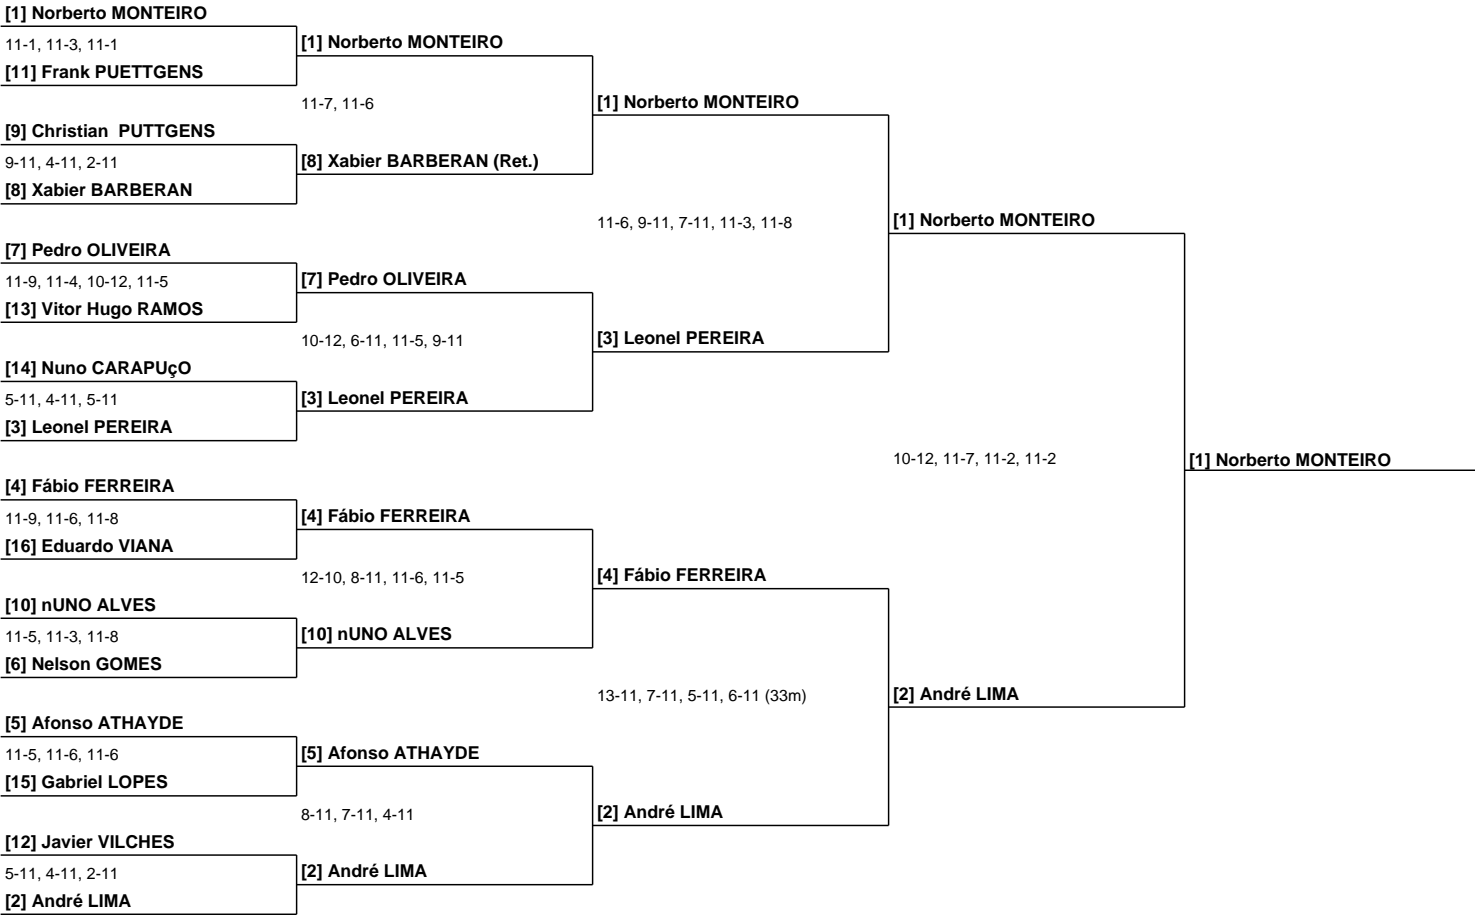 [1] Norberto MONTEIRO
11-1, 11-3, 11-1
[11] Frank PUETTGENS
[9] Christian  PUTTGENS
9-11, 4-11, 2-11
[8] Xabier BARBERAN
[7] Pedro OLIVEIRA
11-9, 11-4, 10-12, 11-5
[13] Vitor Hugo RAMOS
[14] Nuno CARAPUçO
5-11, 4-11, 5-11
[3] Leonel PEREIRA
[4] Fábio FERREIRA
11-9, 11-6, 11-8
[16] Eduardo VIANA
[10] nUNO ALVES
11-5, 11-3, 11-8
[6] Nelson GOMES
[5] Afonso ATHAYDE
11-5, 11-6, 11-6
[15] Gabriel LOPES
[12] Javier VILCHES
5-11, 4-11, 2-11
[2] André LIMA
[1] Norberto MONTEIRO
11-7, 11-6
[8] Xabier BARBERAN (Ret.)
[7] Pedro OLIVEIRA
10-12, 6-11, 11-5, 9-11
[3] Leonel PEREIRA
[4] Fábio FERREIRA
12-10, 8-11, 11-6, 11-5
[10] nUNO ALVES
[5] Afonso ATHAYDE
8-11, 7-11, 4-11
[2] André LIMA
[1] Norberto MONTEIRO
11-6, 9-11, 7-11, 11-3, 11-8
[3] Leonel PEREIRA
[4] Fábio FERREIRA
13-11, 7-11, 5-11, 6-11 (33m)
[2] André LIMA
[1] Norberto MONTEIRO
10-12, 11-7, 11-2, 11-2
[2] André LIMA
[1] Norberto MONTEIRO